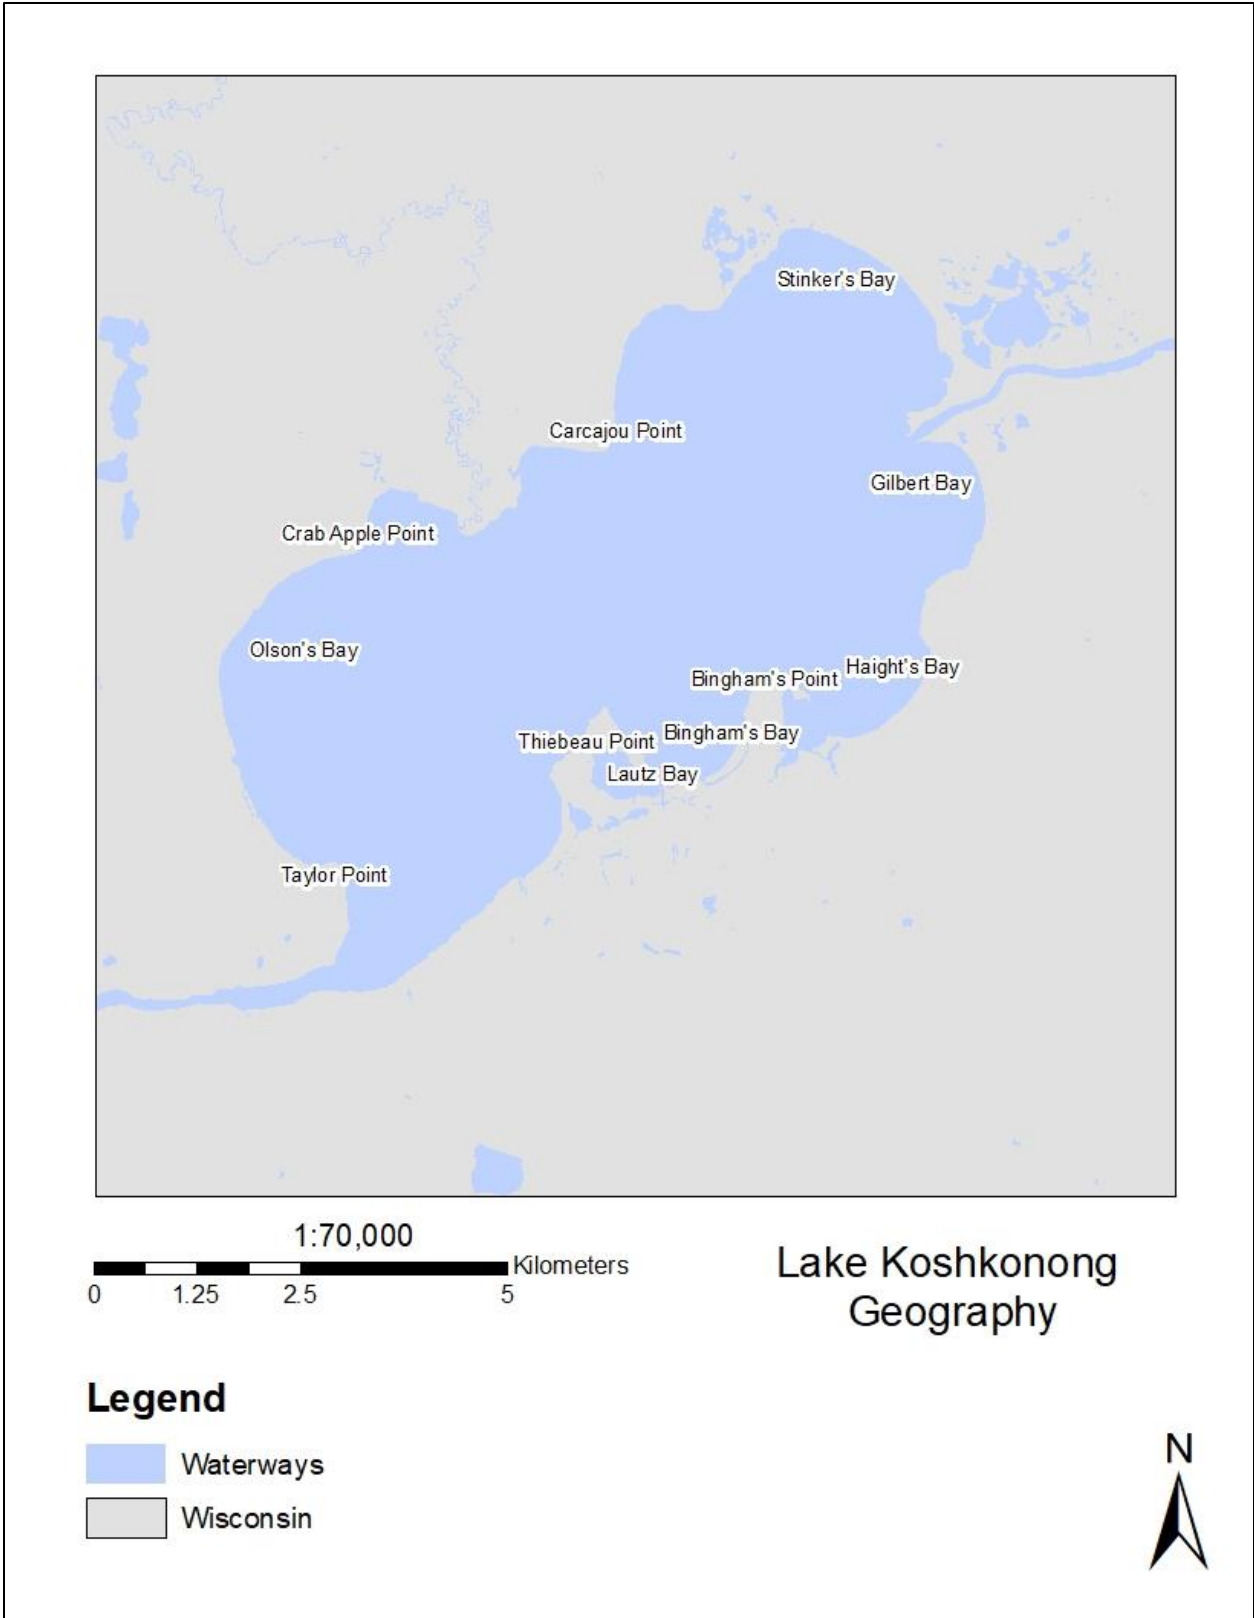 Stinker's Bay
Carcajou Point
Gilbert Bay
Crab Apple Point
Olson's Bay
Haight's Bay
Bingham's Point
Bingham's Bay
Thiebeau Point
Lautz Bay
Taylor Point
1:70,000
Kilometers
0 1.25 2.5 5
Lake Koshkonong
Geography
Legend
Waterways
Wisconsin
N